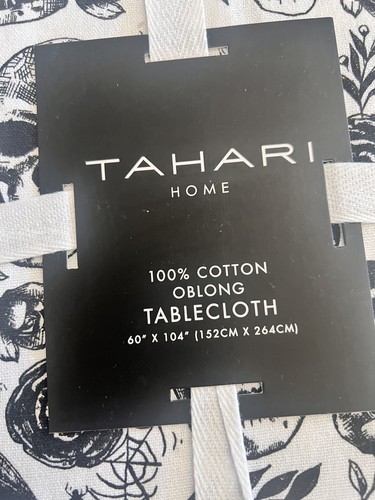 TAHARI
HOME
100% COTTON
OBLONG
TABLECLOTH
60" X 104" (152CM X 264CM)